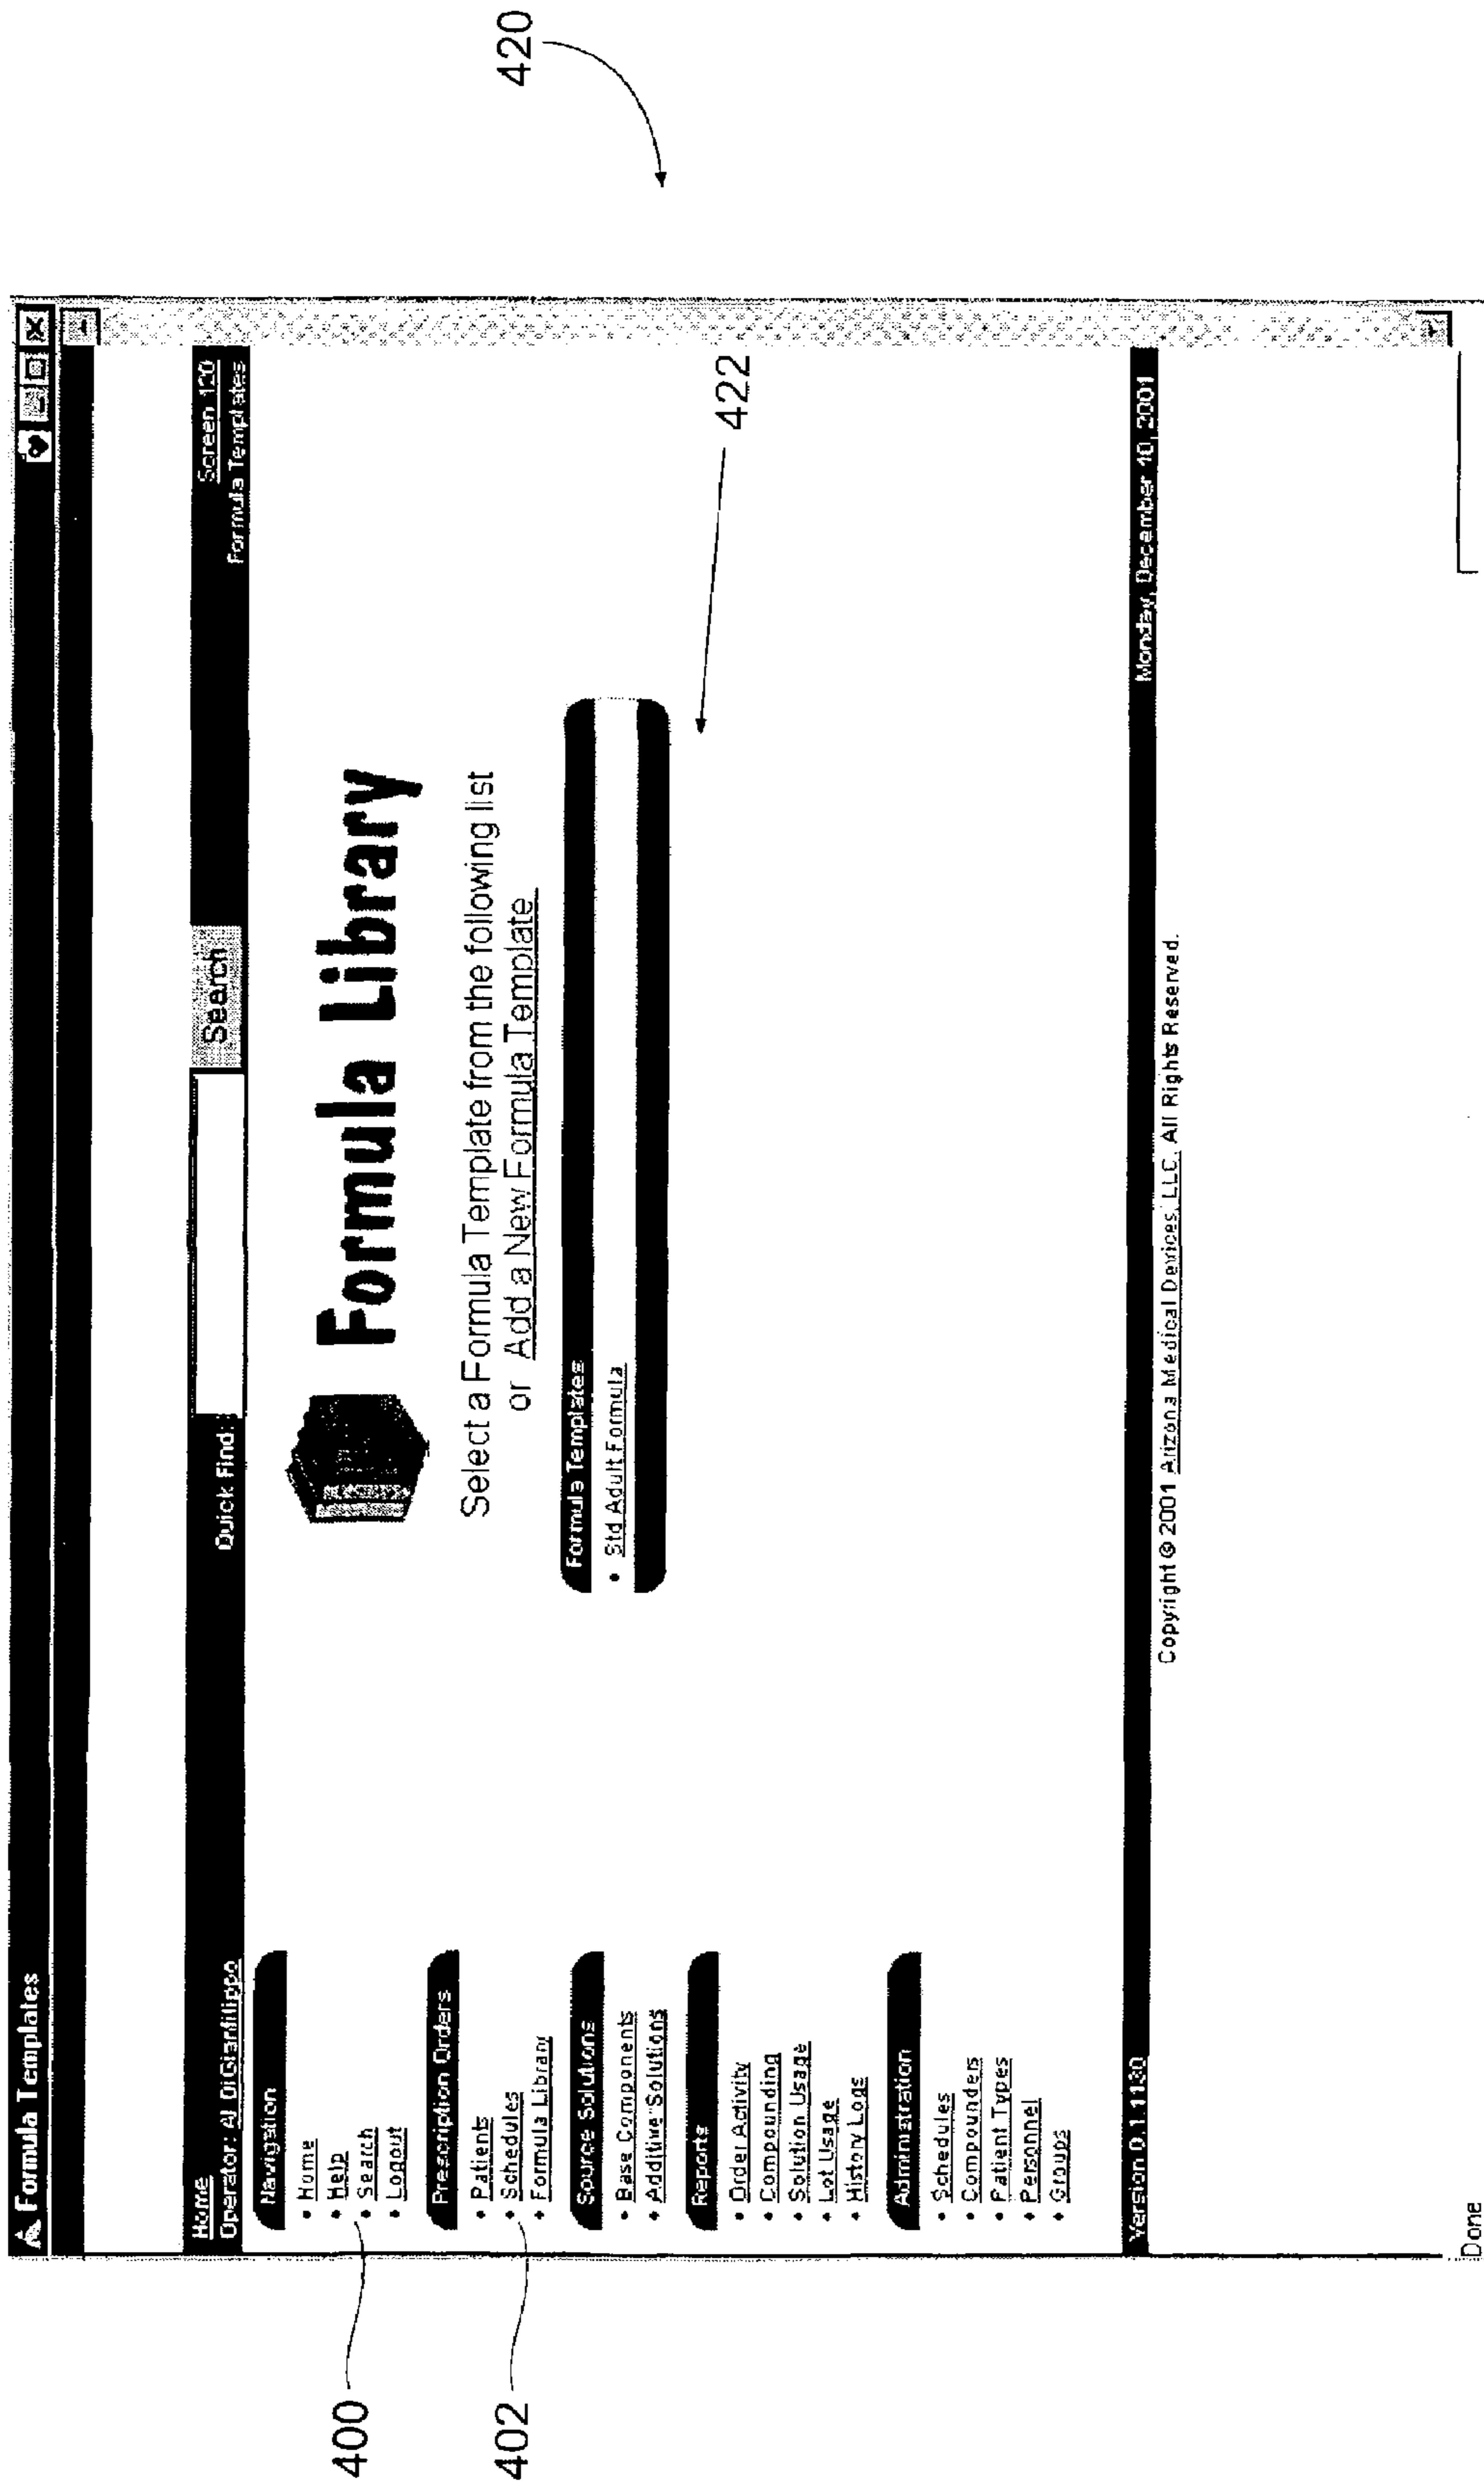 Formula Templates
Home
Operator: Al DiGianfilippo
Quick Find:
Search
Screen 120
Formula Templates
Navigation
• Home
• Help
• Search
• Logout
Prescription Orders
• Patients
• Schedules
• Formula Library
Source Solutions
• Base Components
• Additive Solutions
Reports
• Order Activity
• Compounding
• Solution Usage
• Lot Usage
• History Logs
Administration
• Schedules
• Compounders
• Patient Types
• Personnel
• Groups
400
402
Formula Library
Select a Formula Template from the following list
or Add a New Formula Template
Formula Templates
• Std Adult Formula
422
420
Version 0.1.1130
Monday, December 10, 2001
Copyright © 2001 Arizona Medical Devices, LLC. All Rights Reserved.
Done